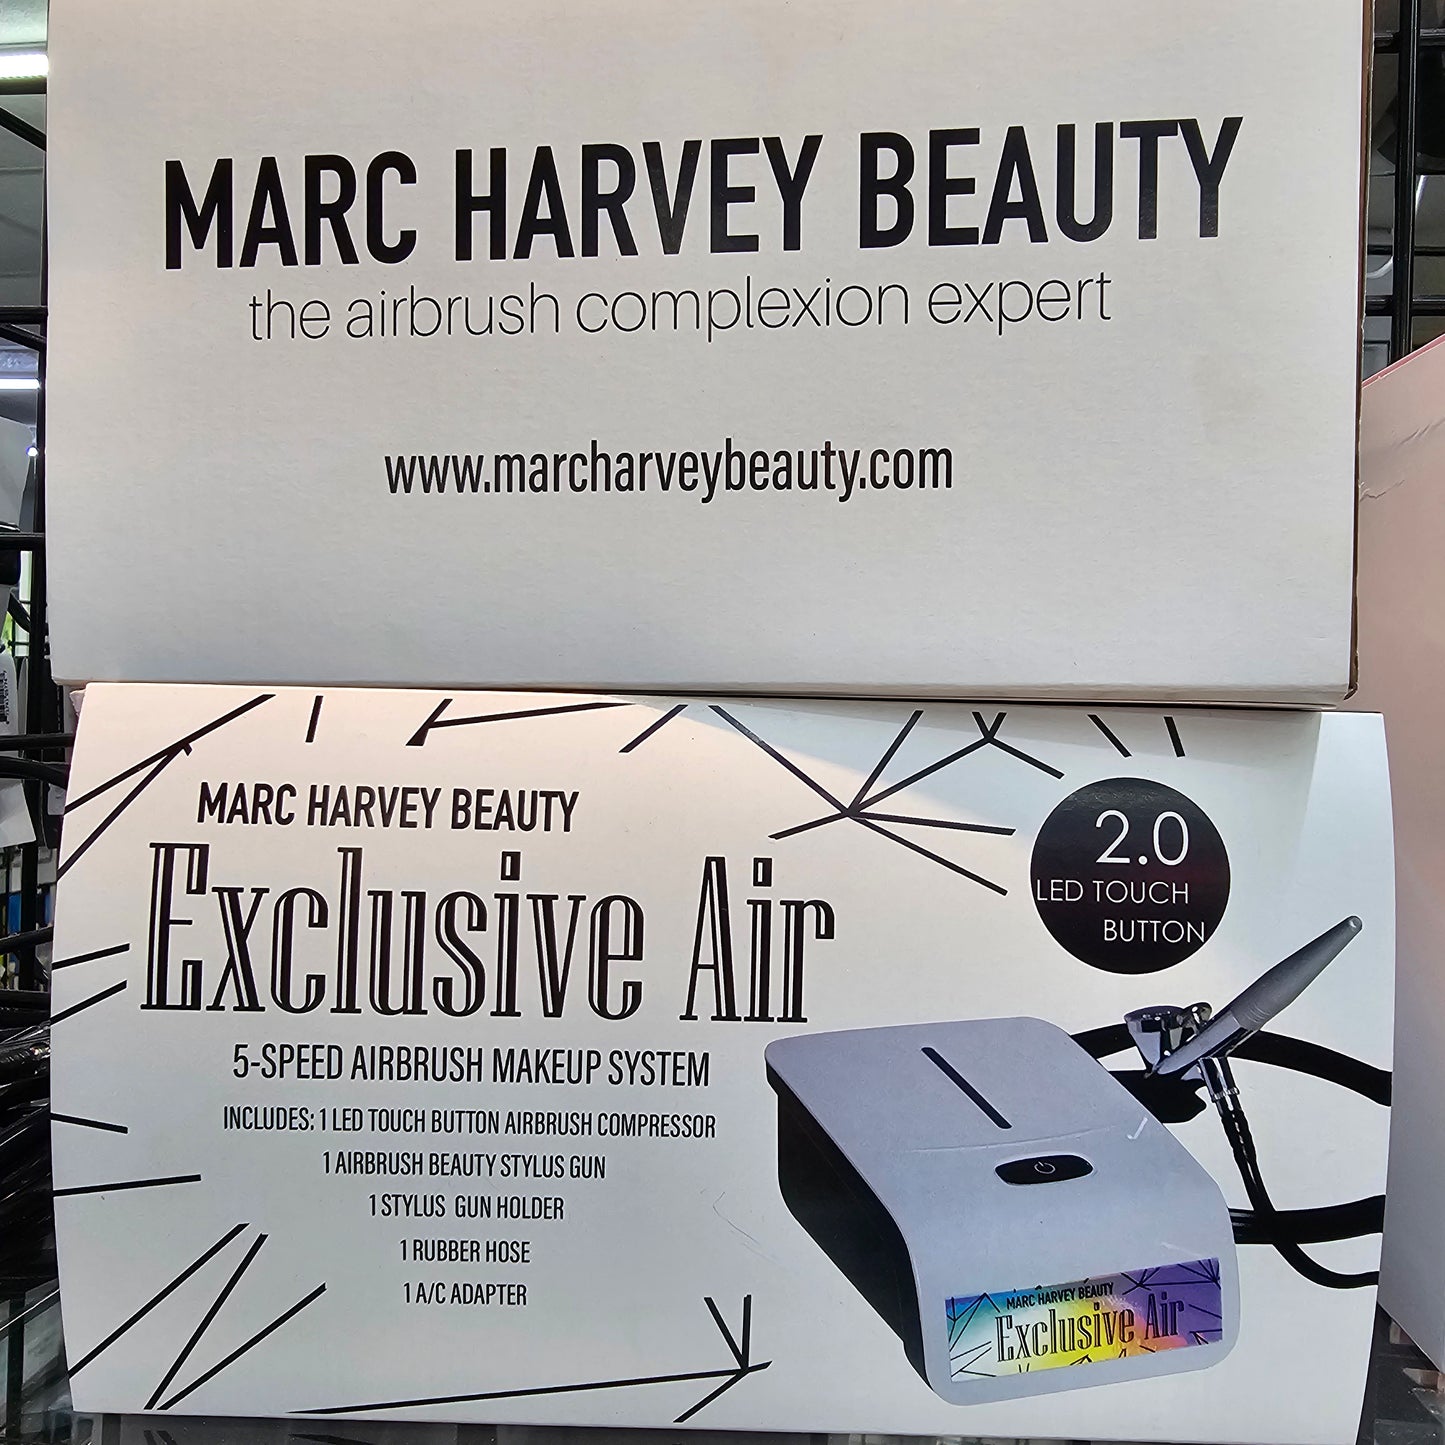 MARC HARVEY BEAUTY
the airbrush complexion expert
www.marcharveybeauty.com
MARC HARVEY BEAUTY
Exclusive Air
5-SPEED AIRBRUSH MAKEUP SYSTEM
INCLUDES: 1 LED TOUCH BUTTON AIRBRUSH COMPRESSOR
1 AIRBRUSH BEAUTY STYLUS GUN
1 STYLUS GUN HOLDER
1 RUBBER HOSE
1 A/C ADAPTER
2.0
LED TOUCH
BUTTON
MARC HARVEY BEAUTY
Exclusive Air